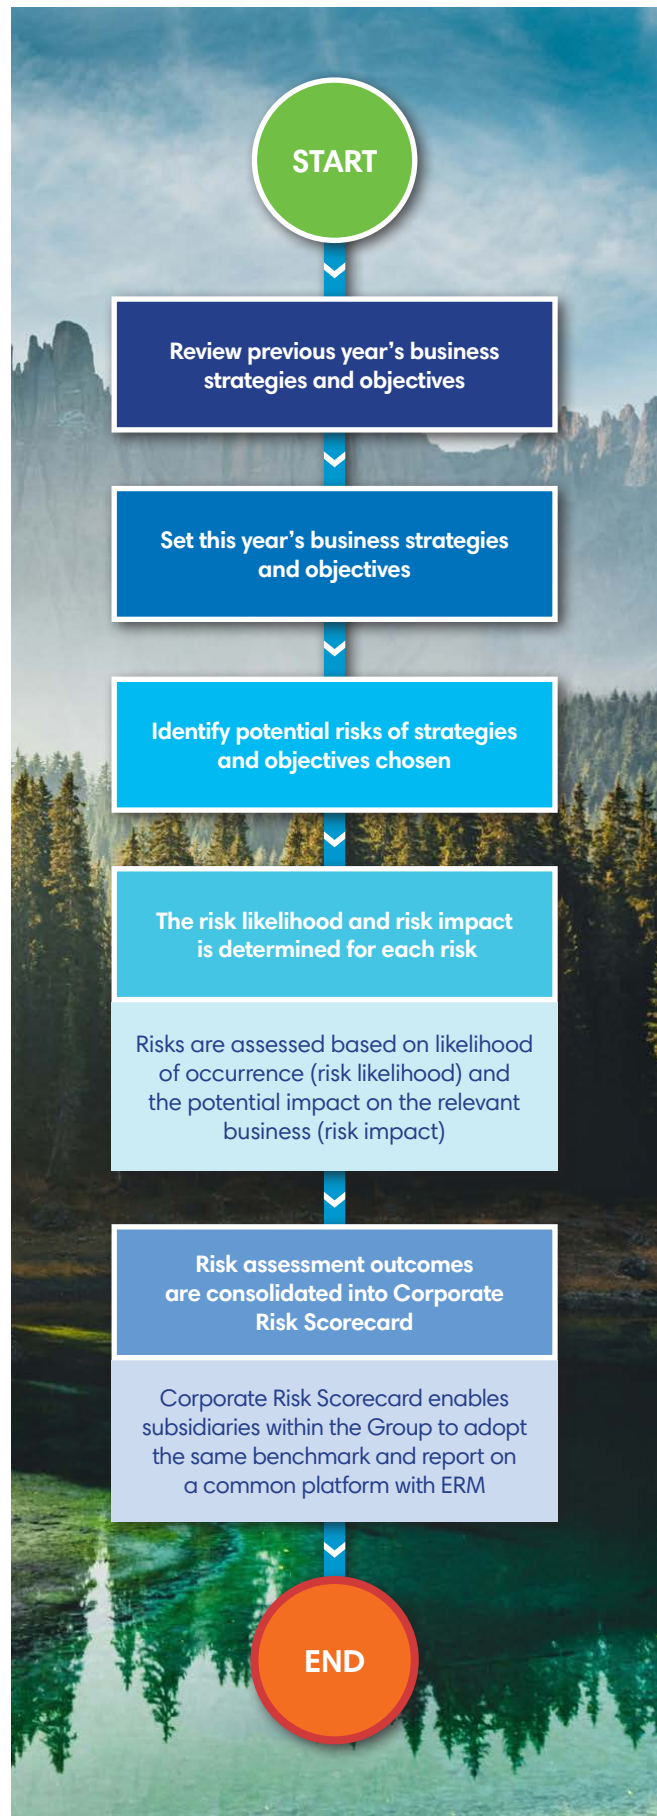 START
Review previous year’s business
strategies and objectives
Set this year’s business strategies
and objectives
Identify potential risks of strategies
and objectives chosen
The risk likelihood and risk impact
is determined for each risk
Risks are assessed based on likelihood
of occurrence (risk likelihood) and
the potential impact on the relevant
business (risk impact)
Risk assessment outcomes
are consolidated into Corporate
Risk Scorecard
Corporate Risk Scorecard enables
subsidiaries within the Group to adopt
the same benchmark and report on
a common platform with ERM
END